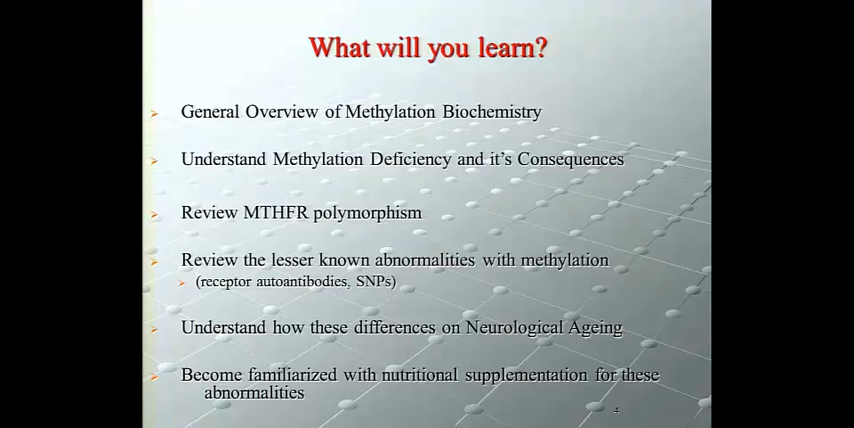 What will you learn?
General Overview of Methylation Biochemistry
Understand Methylation Deficiency and it's Consequences
Review MTHFR polymorphism
Review the lesser known abnormalities with methylation
(receptor autoantibodies, SNPs)
Understand how these differences on Neurological Ageing
Become familiarized with nutritional supplementation for these
abnormalities
4